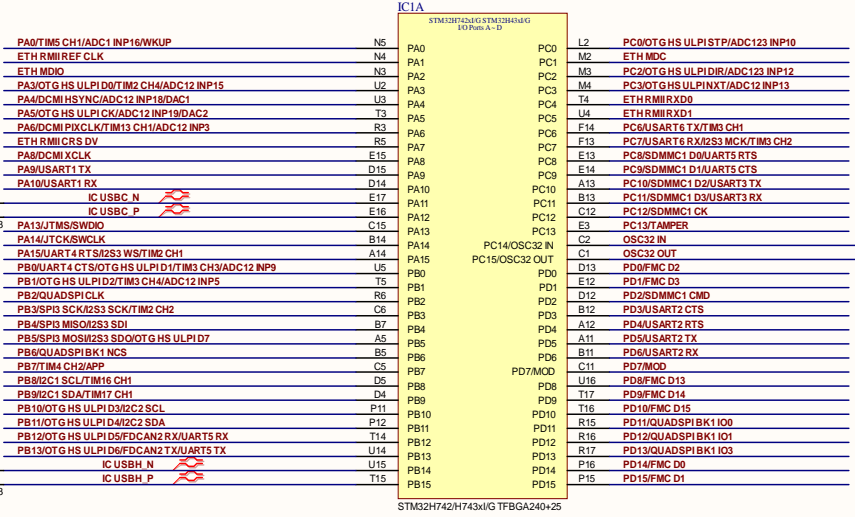 IC1A
STM32H742xI/G STM32H43xI/G
I/O Ports A ~ D
PA0/TIM5 CH1/ADC1 INP16/WKUP N5 PA0 PC0 L2 PC0/OTG HS ULPI STP/ADC123 INP10
ETH RMII REF CLK N4 PA1 PC1 M2 ETH MDC
ETH MDIO N3 PA2 PC2 M3 PC2/OTG HS ULPI DIR/ADC123 INP12
PA3/OTG HS ULPI D0/TIM2 CH4/ADC12 INP15 U2 PA3 PC3 M4 PC3/OTG HS ULPI NXT/ADC12 INP13
PA4/DCMI HSYNC/ADC12 INP18/DAC1 U3 PA4 PC4 T4 ETH RMII RXD0
PA5/OTG HS ULPI CK/ADC12 INP19/DAC2 T3 PA5 PC5 U4 ETH RMII RXD1
PA6/DCMI PIXCLK/TIM13 CH1/ADC12 INP3 R3 PA6 PC6 F14 PC6/USART6 TX/TIM3 CH1
ETH RMII CRS DV R5 PA7 PC7 F13 PC7/USART6 RX/I2S3 MCK/TIM3 CH2
PA8/DCMI XCLK E15 PA8 PC8 E13 PC8/SDMMC1 D0/UART5 RTS
PA9/USART1 TX D15 PA9 PC9 E14 PC9/SDMMC1 D1/UART5 CTS
PA10/USART1 RX D14 PA10 PC10 A13 PC10/SDMMC1 D2/USART3 TX
IC USBC_N E17 PA11 PC11 B13 PC11/SDMMC1 D3/USART3 RX
IC USBC_P E16 PA12 PC12 C12 PC12/SDMMC1 CK
PA13/JTMS/SWDIO C15 PA13 PC13 E3 PC13/TAMPER
PA14/JTCK/SWCLK B14 PA14 PC14/OSC32 IN C2 OSC32 IN
PA15/UART4 RTS/I2S3 WS/TIM2 CH1 A14 PA15 PC15/OSC32 OUT C1 OSC32 OUT
PB0/UART4 CTS/OTG HS ULPI D1/TIM3 CH3/ADC12 INP9 U5 PB0 PD0 D13 PD0/FMC D2
PB1/OTG HS ULPI D2/TIM3 CH4/ADC12 INP5 T5 PB1 PD1 E12 PD1/FMC D3
PB2/QUADSPI CLK R6 PB2 PD2 D12 PD2/SDMMC1 CMD
PB3/SPI3 SCK/I2S3 SCK/TIM2 CH2 C6 PB3 PD3 B12 PD3/USART2 CTS
PB4/SPI3 MISO/I2S3 SDI B7 PB4 PD4 A12 PD4/USART2 RTS
PB5/SPI3 MOSI/I2S3 SDO/OTG HS ULPI D7 A5 PB5 PD5 A11 PD5/USART2 TX
PB6/QUADSPI BK1 NCS B5 PB6 PD6 B11 PD6/USART2 RX
PB7/TIM4 CH2/APP C5 PB7 PD7/MOD C11 PD7/MOD
PB8/I2C1 SCL/TIM16 CH1 D5 PB8 PD8 U16 PD8/FMC D13
PB9/I2C1 SDA/TIM17 CH1 D4 PB9 PD9 T17 PD9/FMC D14
PB10/OTG HS ULPI D3/I2C2 SCL P11 PB10 PD10 T16 PD10/FMC D15
PB11/OTG HS ULPI D4/I2C2 SDA P12 PB11 PD11 R15 PD11/QUADSPI BK1 IO0
PB12/OTG HS ULPI D5/FDCAN2 RX/UART5 RX T14 PB12 PD12 R16 PD12/QUADSPI BK1 IO1
PB13/OTG HS ULPI D6/FDCAN2 TX/UART5 TX U14 PB13 PD13 R17 PD13/QUADSPI BK1 IO3
IC USBH_N U15 PB14 PD14 P16 PD14/FMC D0
IC USBH_P T15 PB15 PD15 P15 PD15/FMC D1
STM32H742/H743xI/G TFBGA240+25